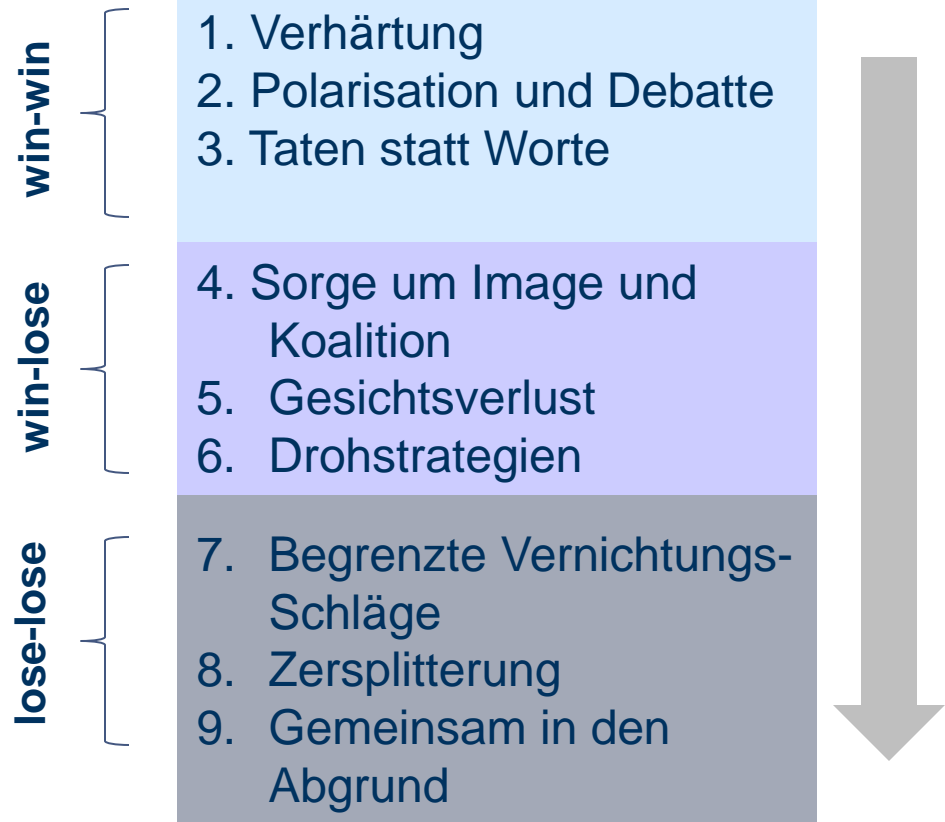 win-win
1. Verhärtung
2. Polarisation und Debatte
3. Taten statt Worte
win-lose
4. Sorge um Image und
Koalition
5. Gesichtsverlust
6. Drohstrategien
lose-lose
7. Begrenzte Vernichtungs-
Schläge
8. Zersplitterung
9. Gemeinsam in den
Abgrund